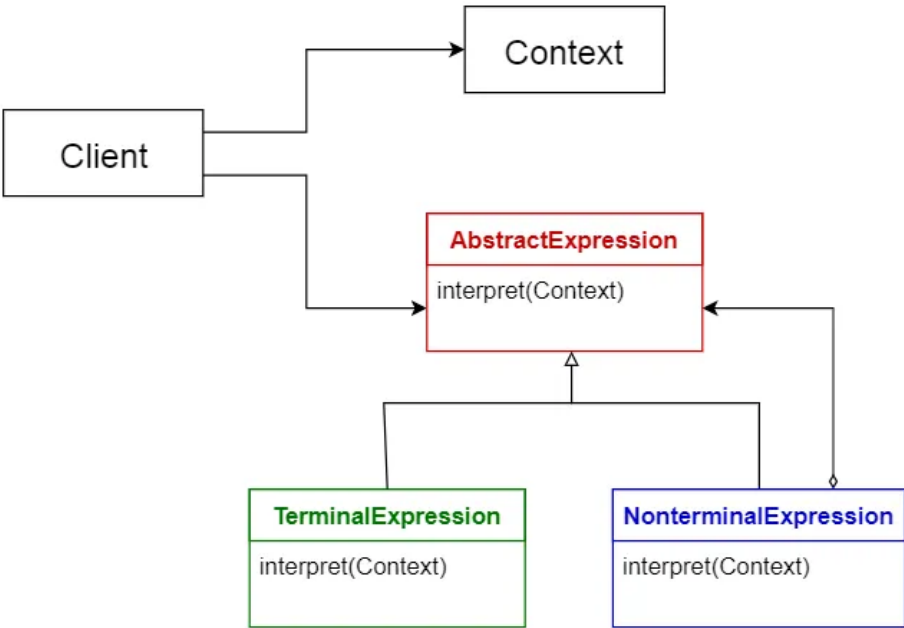 Context
Client
AbstractExpression
interpret(Context)
TerminalExpression
interpret(Context)
NonterminalExpression
interpret(Context)